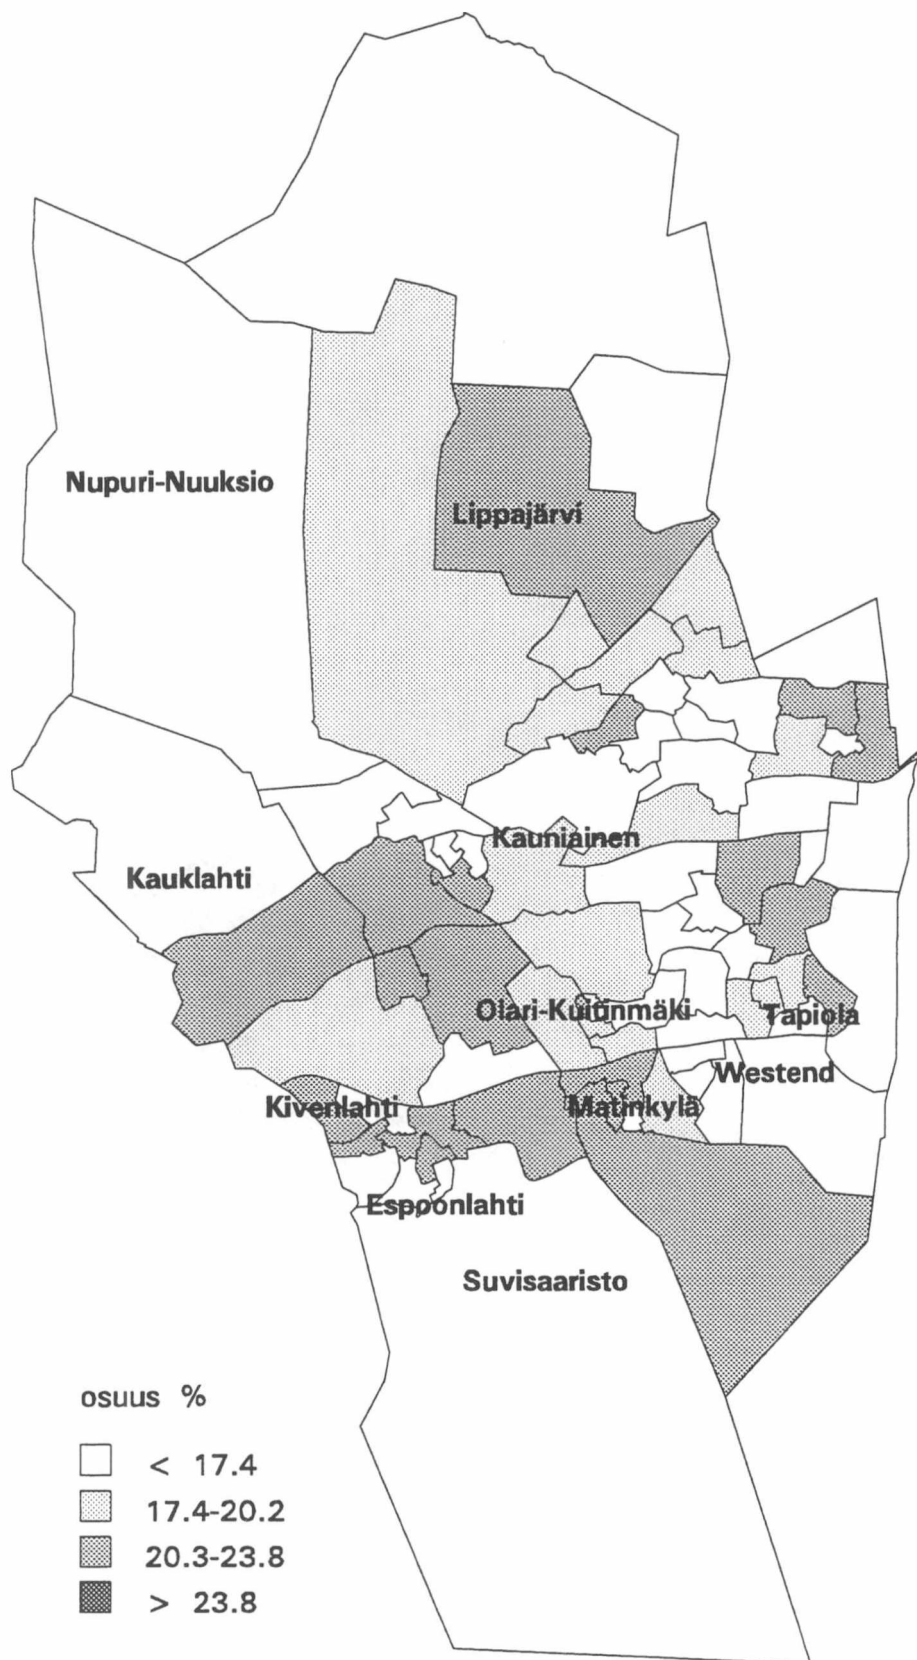 Nupuri-Nuuksio
Lippajärvi
Kauniainen
Kauklahti
Olari-Kuitinmäki
Tapiola
Westend
Kivenlahti
Matinkylä
Espoonlahti
Suvisaaristo
osuus %
< 17.4
17.4-20.2
20.3-23.8
> 23.8